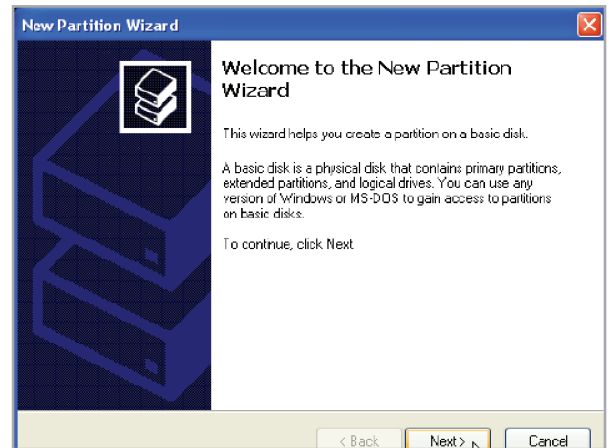 New Partition Wizard
Welcome to the New Partition
Wizard
This wizard helps you create a partition on a basic disk.
A basic disk is a physical disk that contains primary partitions,
extended partitions, and logical drives. You can use any
version of Windows or MS-DOS to gain access to partitions
on basic disks.
To continue, click Next
< Back
Next >
Cancel